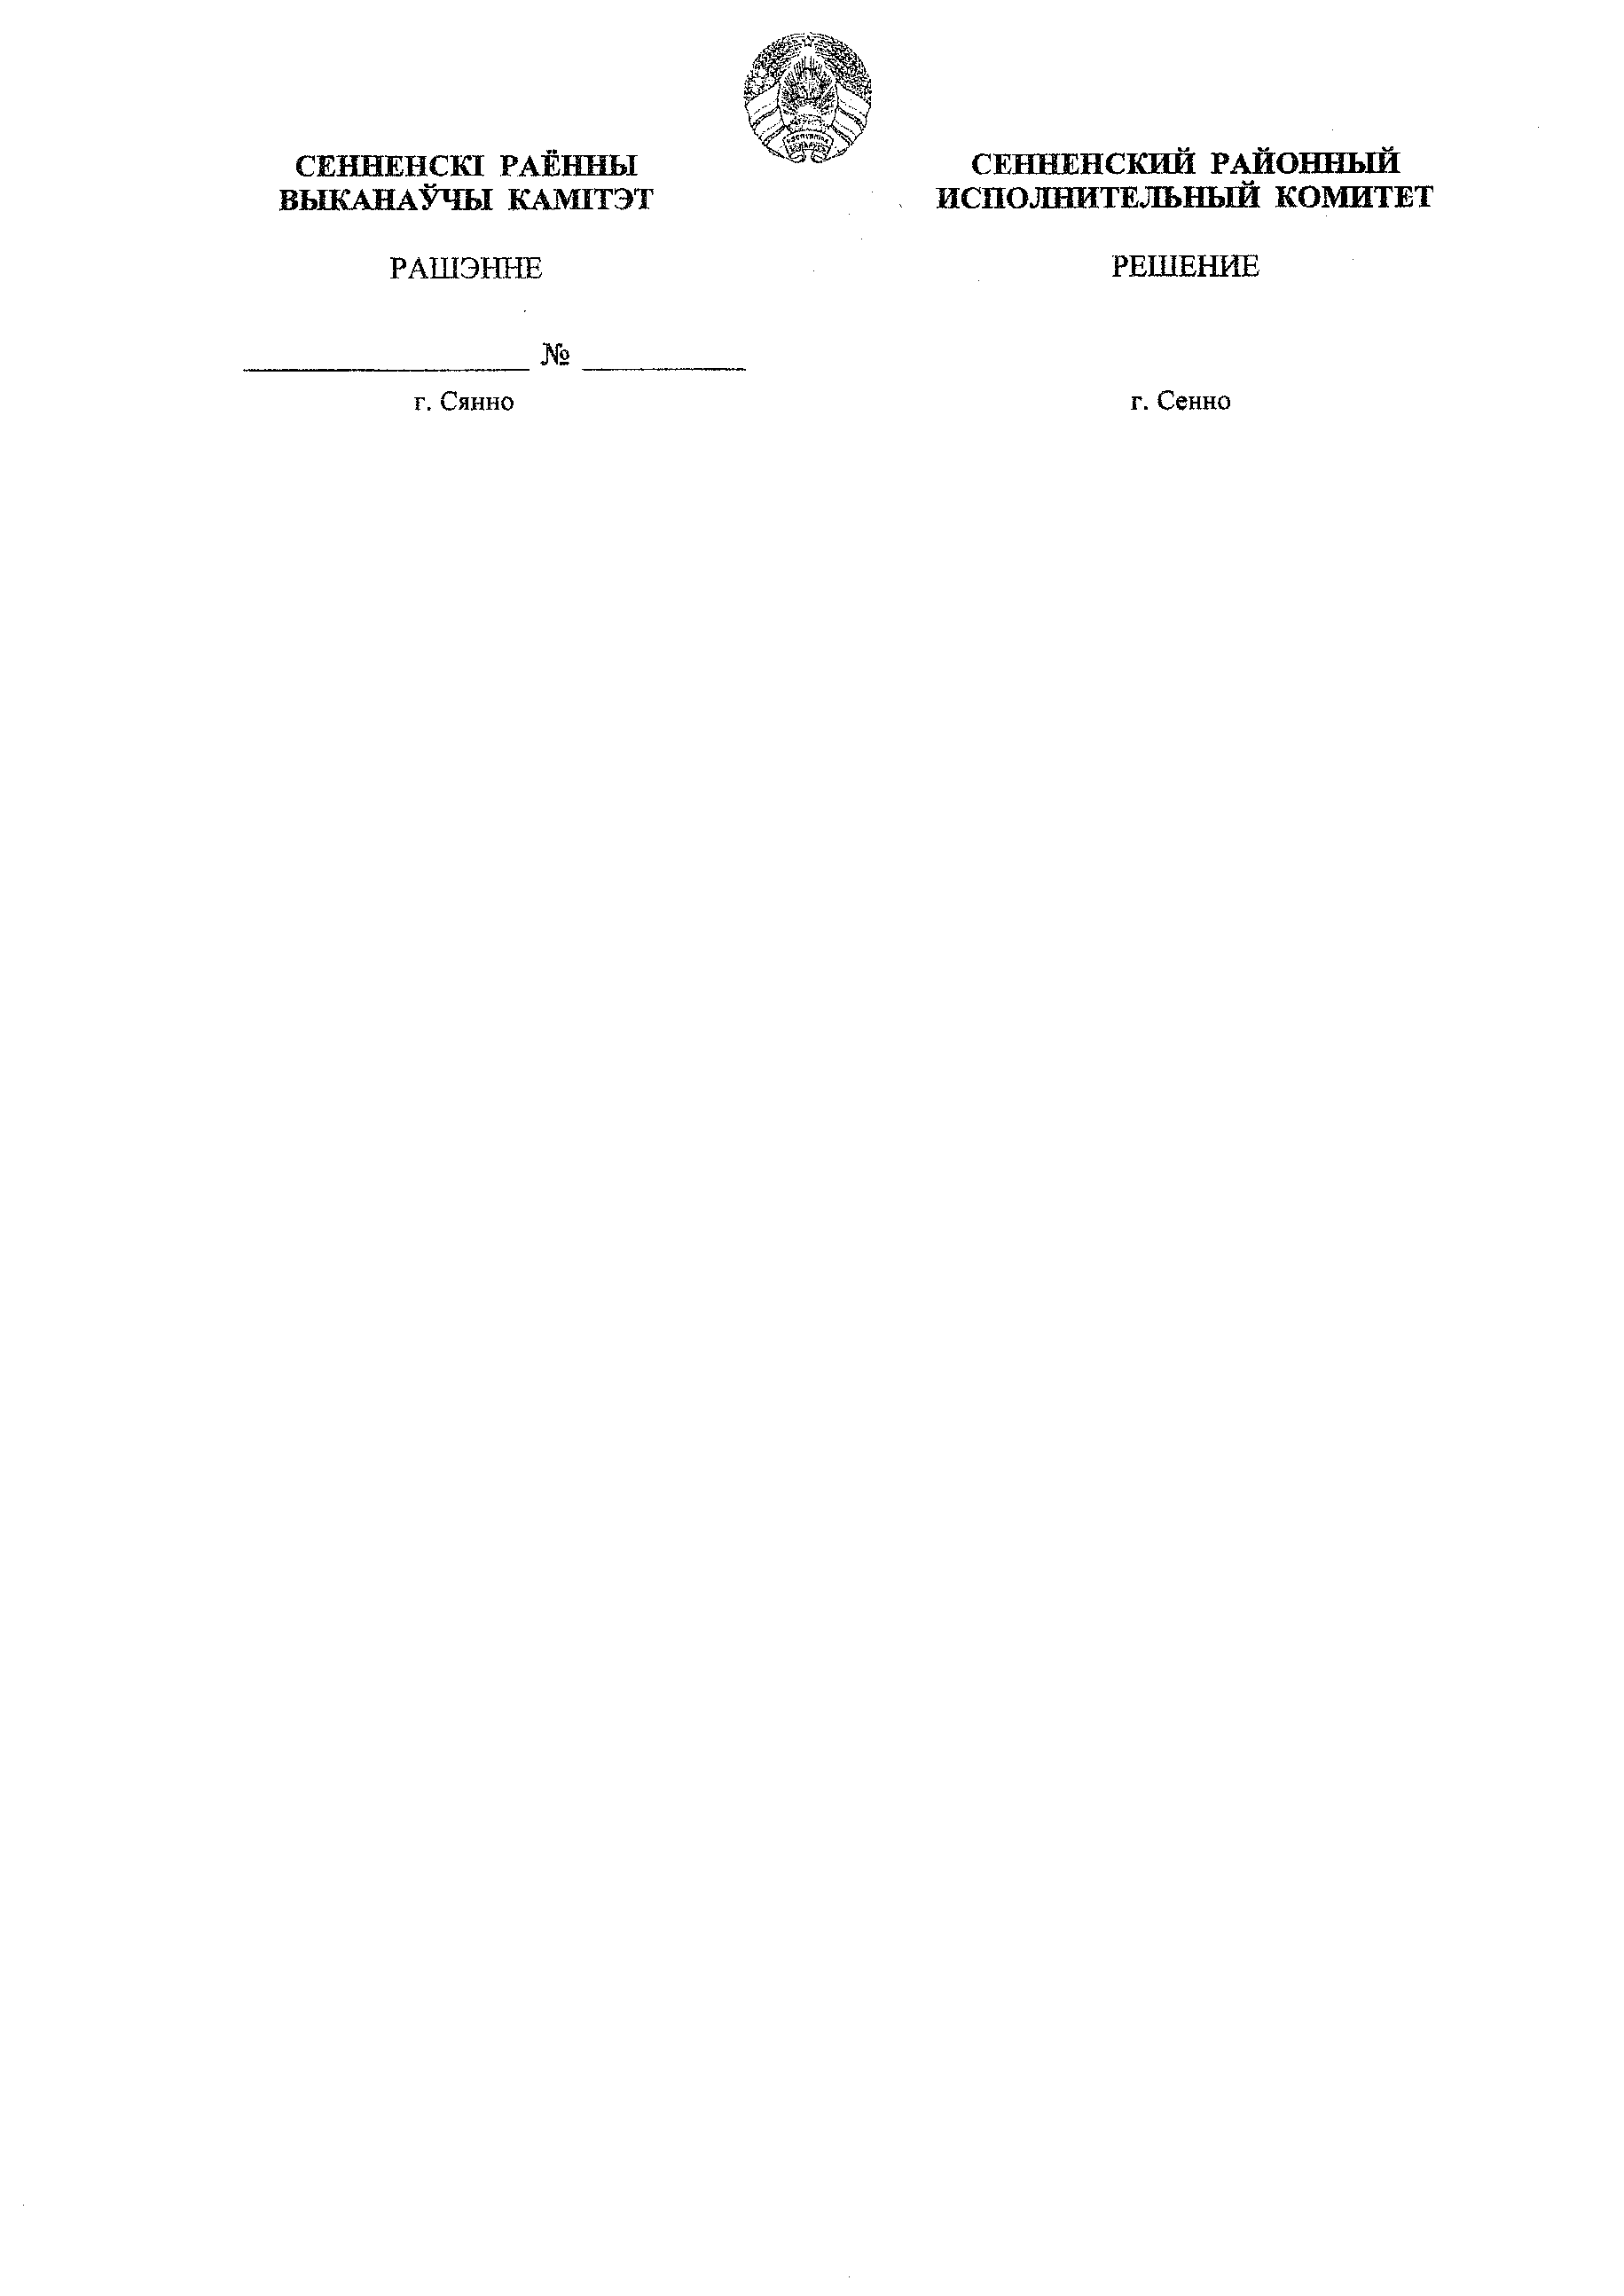 СЕННЕНСКІ РАЁННЫ
ВЫКАНАЎЧЫ КАМІТЭТ
РАШЭННЕ
№
г. Сянно
СЕННЕНСКИЙ РАЙОННЫЙ
ИСПОЛНИТЕЛЬНЫЙ КОМИТЕТ
РЕШЕНИЕ
г. Сенно